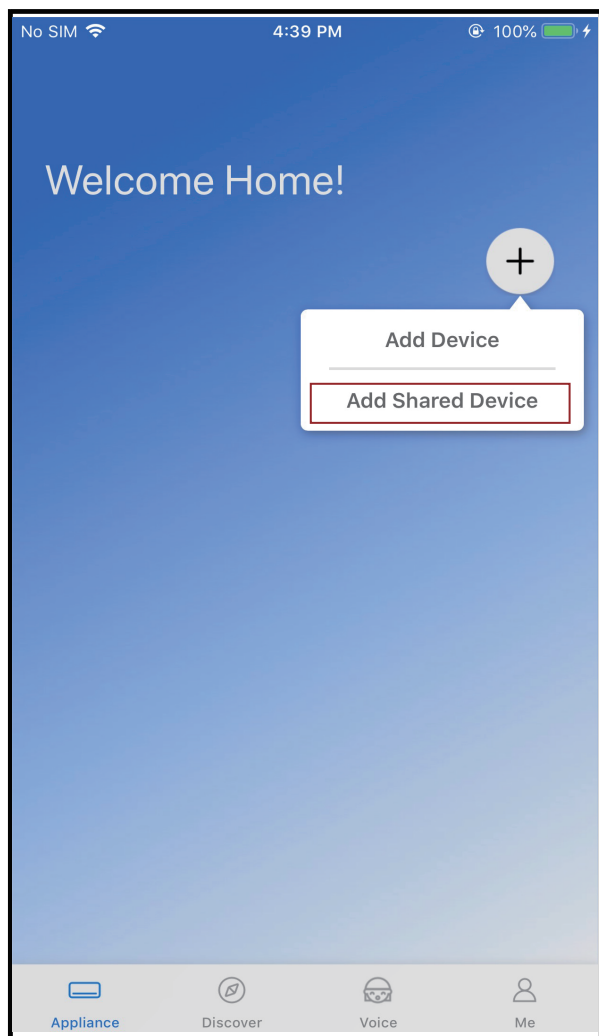 No SIM 4:39 PM 100%
Welcome Home!
Add Device
Add Shared Device
Appliance Discover Voice Me